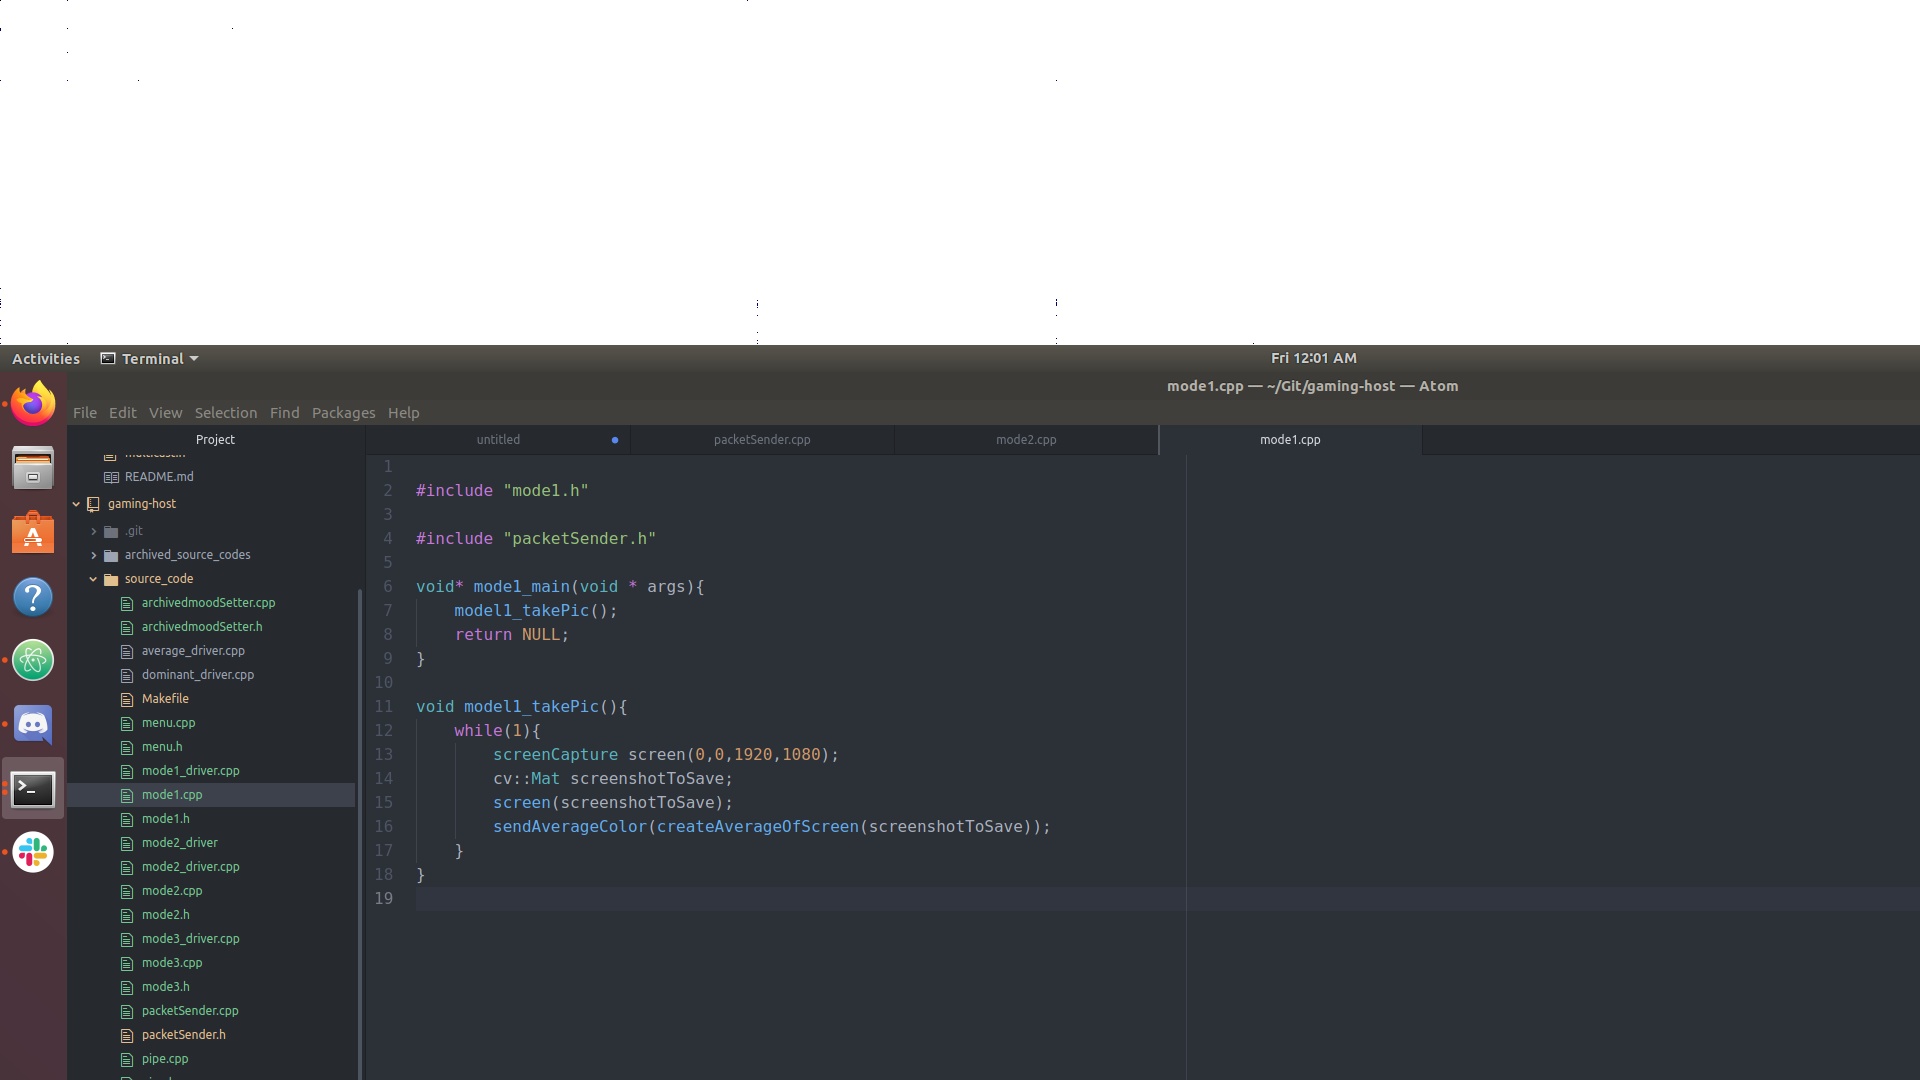 Activities Terminal Fri 12:01 AM
mode1.cpp — ~/Git/gaming-host — Atom
File Edit View Selection Find Packages Help
Project untitled packetSender.cpp mode2.cpp mode1.cpp
README.md
gaming-host
.git
archived_source_codes
source_code
archivedmoodSetter.cpp
archivedmoodSetter.h
average_driver.cpp
dominant_driver.cpp
Makefile
menu.cpp
menu.h
mode1_driver.cpp
mode1.cpp
mode1.h
mode2_driver
mode2_driver.cpp
mode2.cpp
mode2.h
mode3_driver.cpp
mode3.cpp
mode3.h
packetSender.cpp
packetSender.h
pipe.cpp
1
2 #include "mode1.h"
3
4 #include "packetSender.h"
5
6 void* mode1_main(void * args){
7 model1_takePic();
8 return NULL;
9 }
10
11 void model1_takePic(){
12 while(1){
13 screenCapture screen(0,0,1920,1080);
14 cv::Mat screenshotToSave;
15 screen(screenshotToSave);
16 sendAverageColor(createAverageOfScreen(screenshotToSave));
17 }
18 }
19